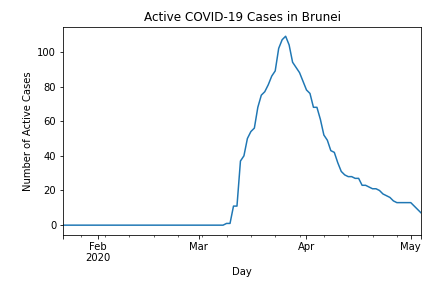 Active COVID-19 Cases in Brunei
Number of Active Cases
100
80
60
40
20
0
Feb Mar Apr May
2020
Day